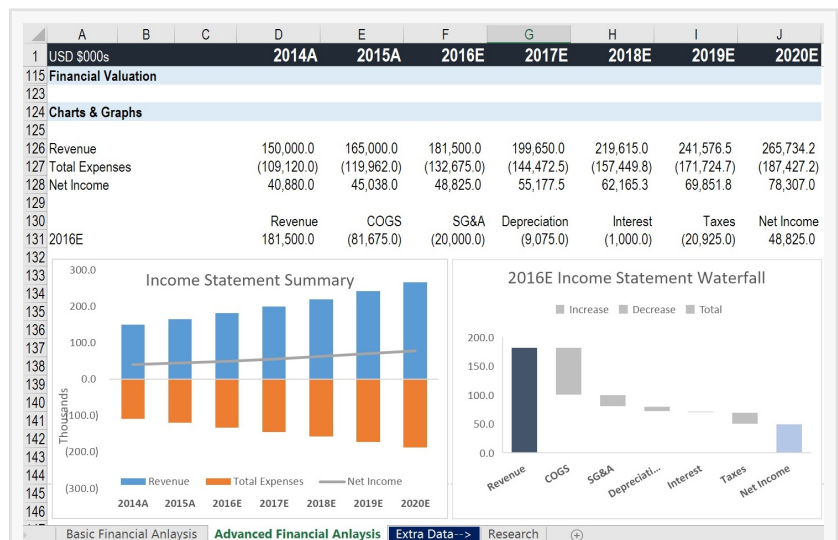 A B C D E F G H I J
1 USD $000s 2014A 2015A 2016E 2017E 2018E 2019E 2020E
115 Financial Valuation
123
124 Charts & Graphs
125
126 Revenue 150,000.0 165,000.0 181,500.0 199,650.0 219,615.0 241,576.5 265,734.2
127 Total Expenses (109,120.0) (119,962.0) (132,675.0) (144,472.5) (157,449.8) (171,724.7) (187,427.2)
128 Net Income 40,880.0 45,038.0 48,825.0 55,177.5 62,165.3 69,851.8 78,307.0
129
130 Revenue COGS SG&A Depreciation Interest Taxes Net Income
131 2016E 181,500.0 (81,675.0) (20,000.0) (9,075.0) (1,000.0) (20,925.0) 48,825.0
132
133
134
135
136
137
138
139
140
141
142
143
144
145
146
Income Statement Summary
300.0
200.0
100.0
0.0
(100.0)
(200.0)
(300.0)
Thousands
Revenue Total Expenses Net Income
2014A 2015A 2016E 2017E 2018E 2019E 2020E
2016E Income Statement Waterfall
Increase Decrease Total
200.0
150.0
100.0
50.0
0.0
Revenue COGS SG&A Depreciati... Interest Taxes Net Income
Basic Financial Anlaysis Advanced Financial Anlaysis Extra Data--> Research